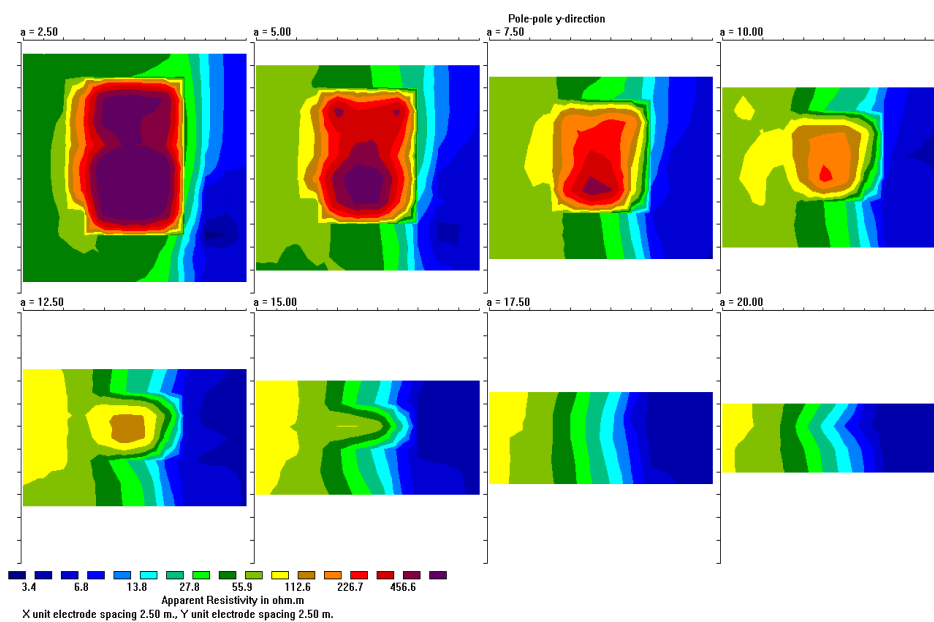 Pole-pole y-direction
a = 2.50 a = 5.00 a = 7.50 a = 10.00
a = 12.50 a = 15.00 a = 17.50 a = 20.00
3.4 6.8 13.8 27.8 55.9 112.6 226.7 456.6
Apparent Resistivity in ohm.m
X unit electrode spacing 2.50 m., Y unit electrode spacing 2.50 m.